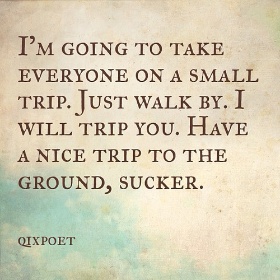 I'm going to take
everyone on a small
trip. Just walk by. I
will trip you. Have
a nice trip to the
ground, sucker.
qixpoet